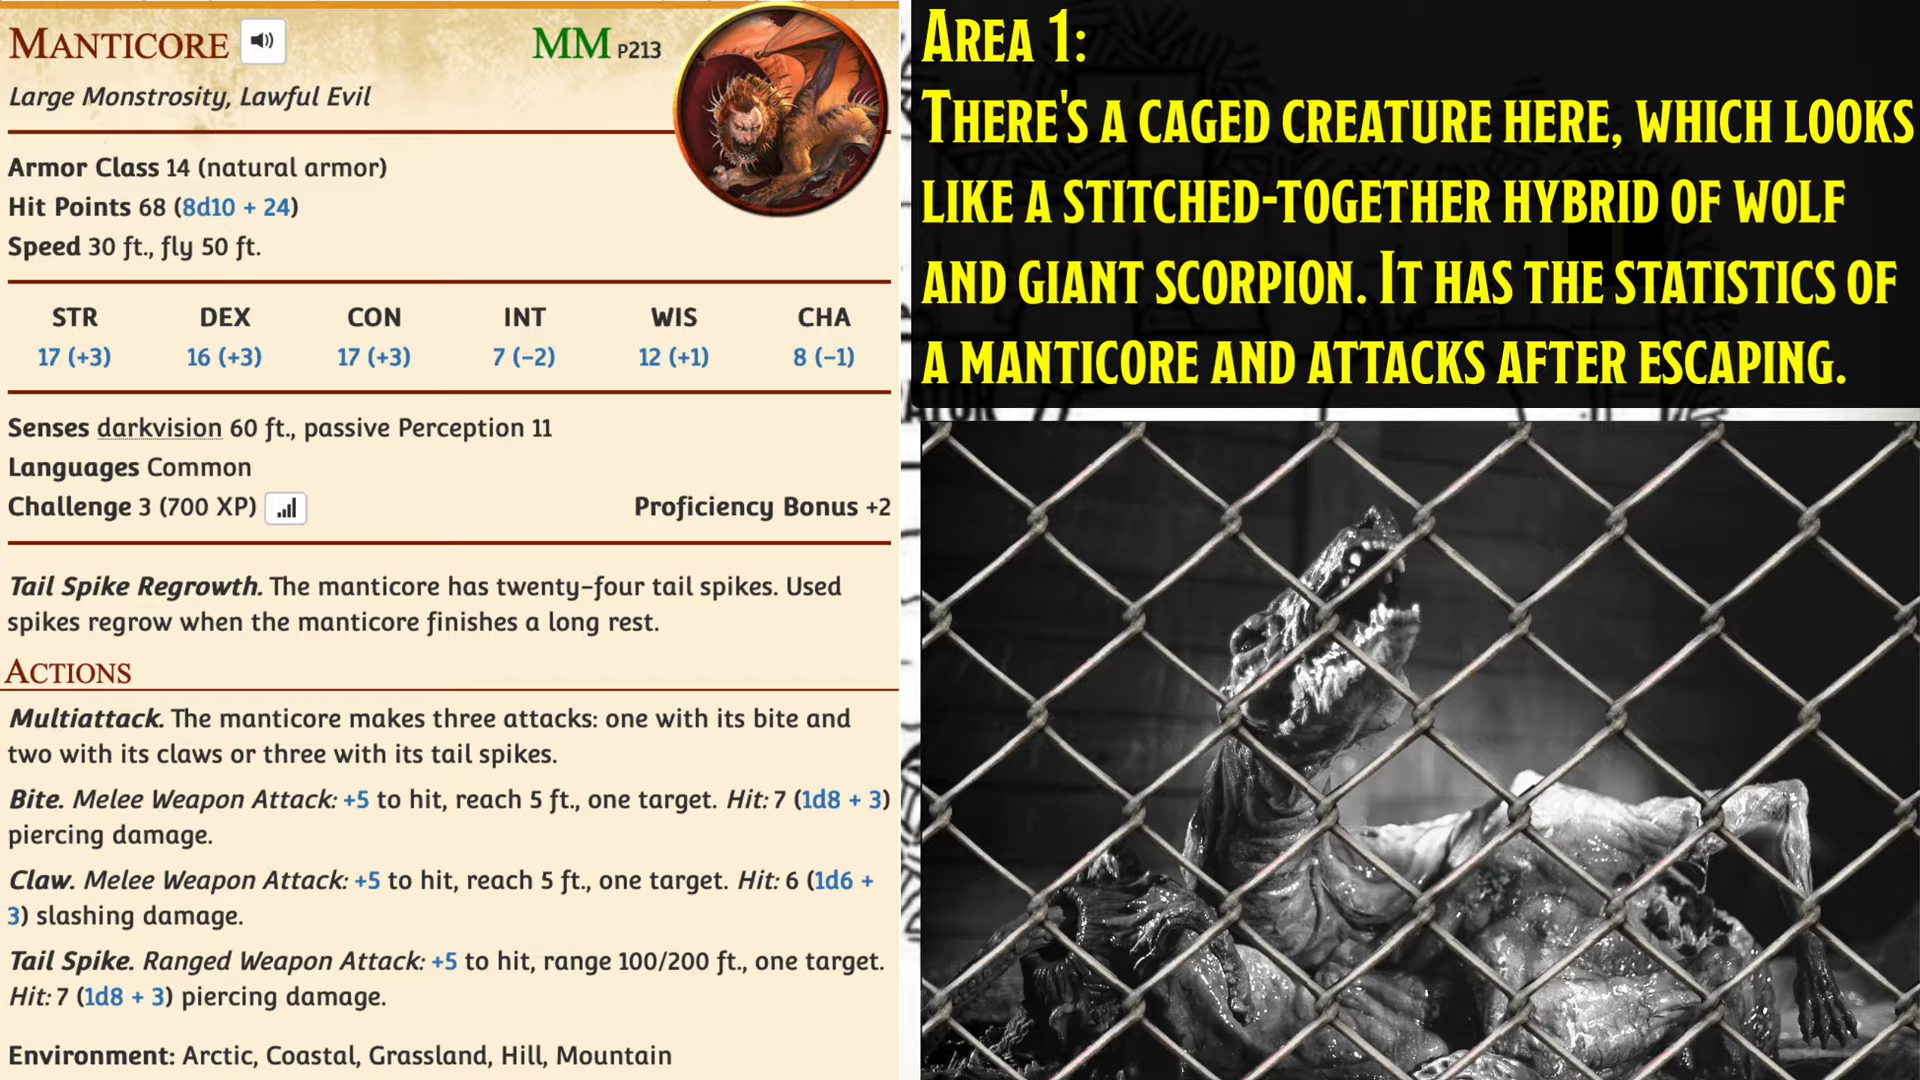 MANTICORE
MM P213
Large Monstrosity, Lawful Evil
Armor Class 14 (natural armor)
Hit Points 68 (8d10 + 24)
Speed 30 ft., fly 50 ft.
STR DEX CON INT WIS CHA
17 (+3) 16 (+3) 17 (+3) 7 (−2) 12 (+1) 8 (−1)
Senses darkvision 60 ft., passive Perception 11
Languages Common
Challenge 3 (700 XP) Proficiency Bonus +2
Tail Spike Regrowth. The manticore has twenty-four tail spikes. Used
spikes regrow when the manticore finishes a long rest.
ACTIONS
Multiattack. The manticore makes three attacks: one with its bite and
two with its claws or three with its tail spikes.
Bite. Melee Weapon Attack: +5 to hit, reach 5 ft., one target. Hit: 7 (1d8 + 3)
piercing damage.
Claw. Melee Weapon Attack: +5 to hit, reach 5 ft., one target. Hit: 6 (1d6 +
3) slashing damage.
Tail Spike. Ranged Weapon Attack: +5 to hit, range 100/200 ft., one target.
Hit: 7 (1d8 + 3) piercing damage.
Environment: Arctic, Coastal, Grassland, Hill, Mountain
AREA 1:
THERE'S A CAGED CREATURE HERE, WHICH LOOKS
LIKE A STITCHED-TOGETHER HYBRID OF WOLF
AND GIANT SCORPION. IT HAS THE STATISTICS OF
A MANTICORE AND ATTACKS AFTER ESCAPING.